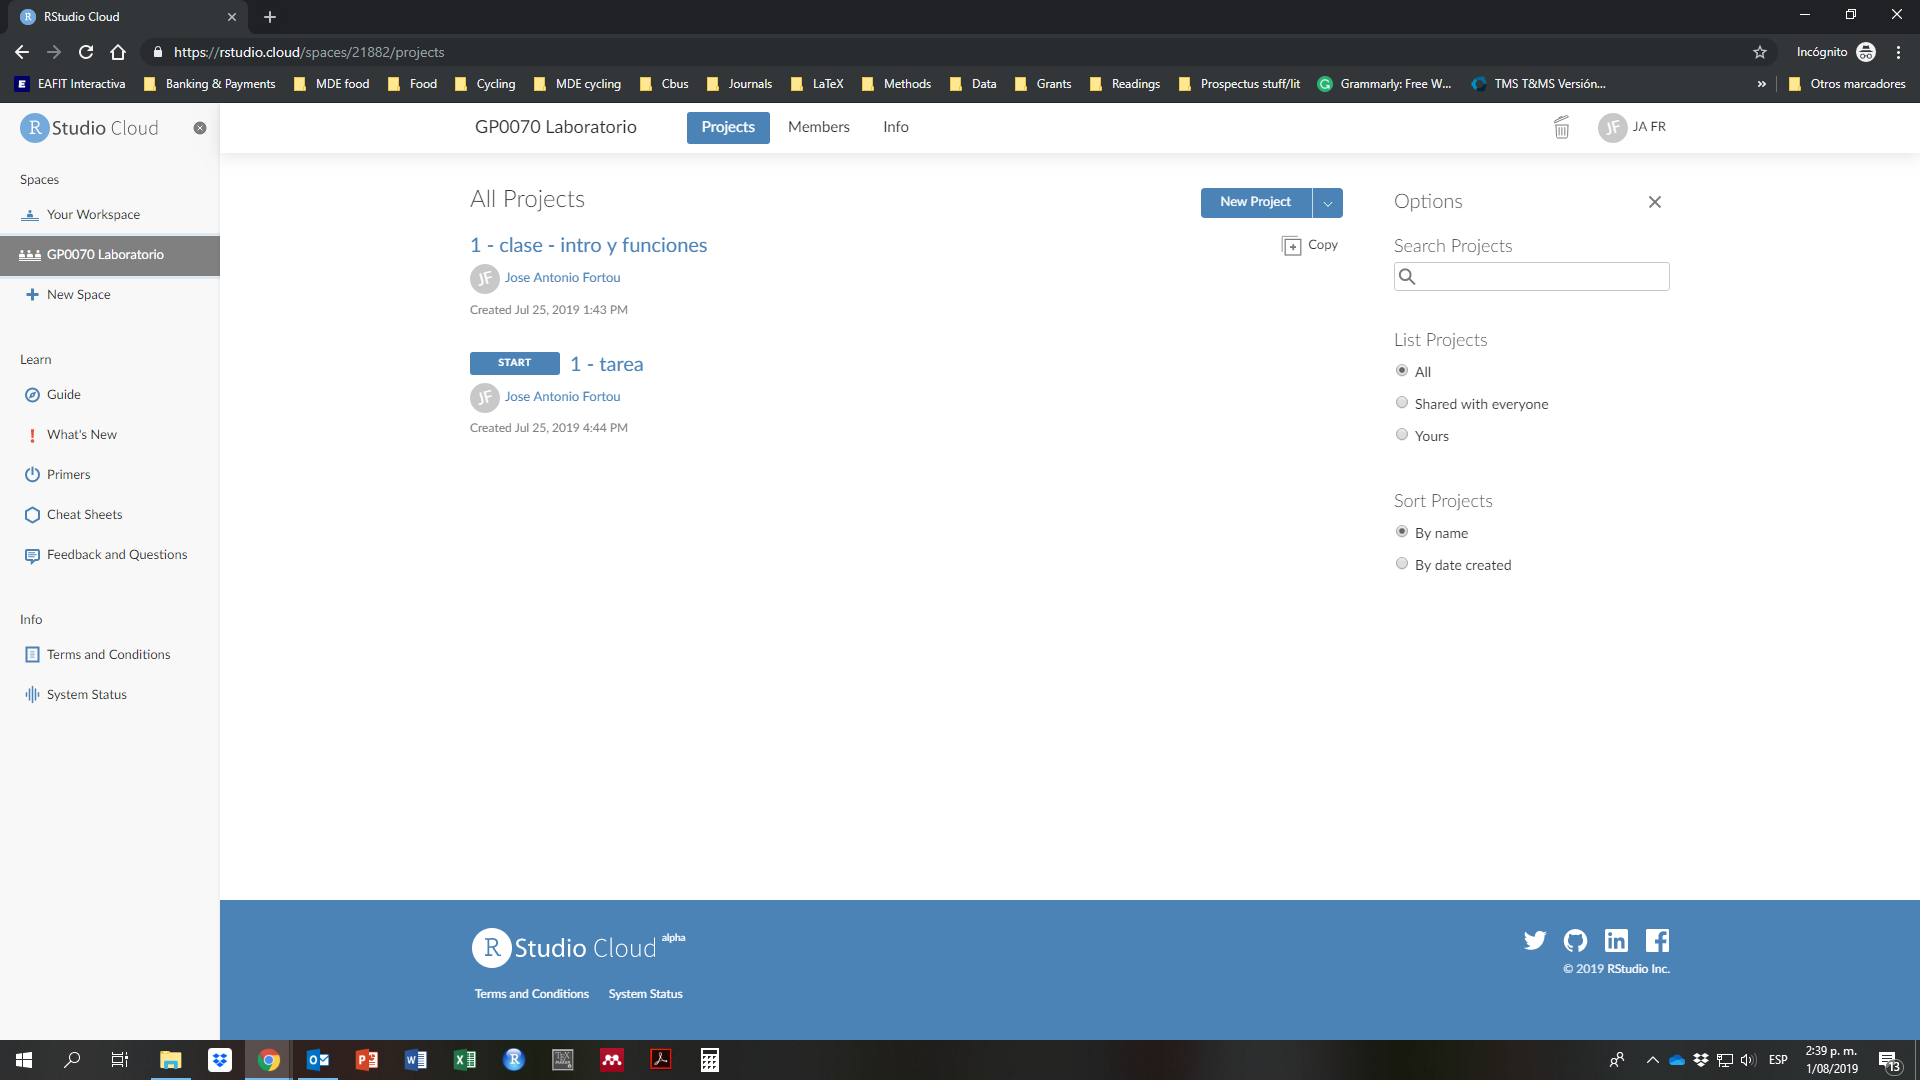 RStudio Cloud
https://rstudio.cloud/spaces/21882/projects
Incógnito
EAFIT Interactiva
Banking & Payments
MDE food
Food
Cycling
MDE cycling
Cbus
Journals
LaTeX
Methods
Data
Grants
Readings
Prospectus stuff/lit
Grammarly: Free W...
TMS T&MS Versión...
»
Otros marcadores
R Studio Cloud
GP0070 Laboratorio
Projects
Members
Info
JF JA FR
Spaces
Your Workspace
GP0070 Laboratorio
New Space
Learn
Guide
What's New
Primers
Cheat Sheets
Feedback and Questions
Info
Terms and Conditions
System Status
All Projects
New Project
1 - clase - intro y funciones
Copy
JF Jose Antonio Fortou
Created Jul 25, 2019 1:43 PM
START 1 - tarea
JF Jose Antonio Fortou
Created Jul 25, 2019 4:44 PM
Options
Search Projects
List Projects
All
Shared with everyone
Yours
Sort Projects
By name
By date created
R Studio Cloud alpha
Terms and Conditions
System Status
© 2019 RStudio Inc.
ESP
2:39 p. m.
1/08/2019
13